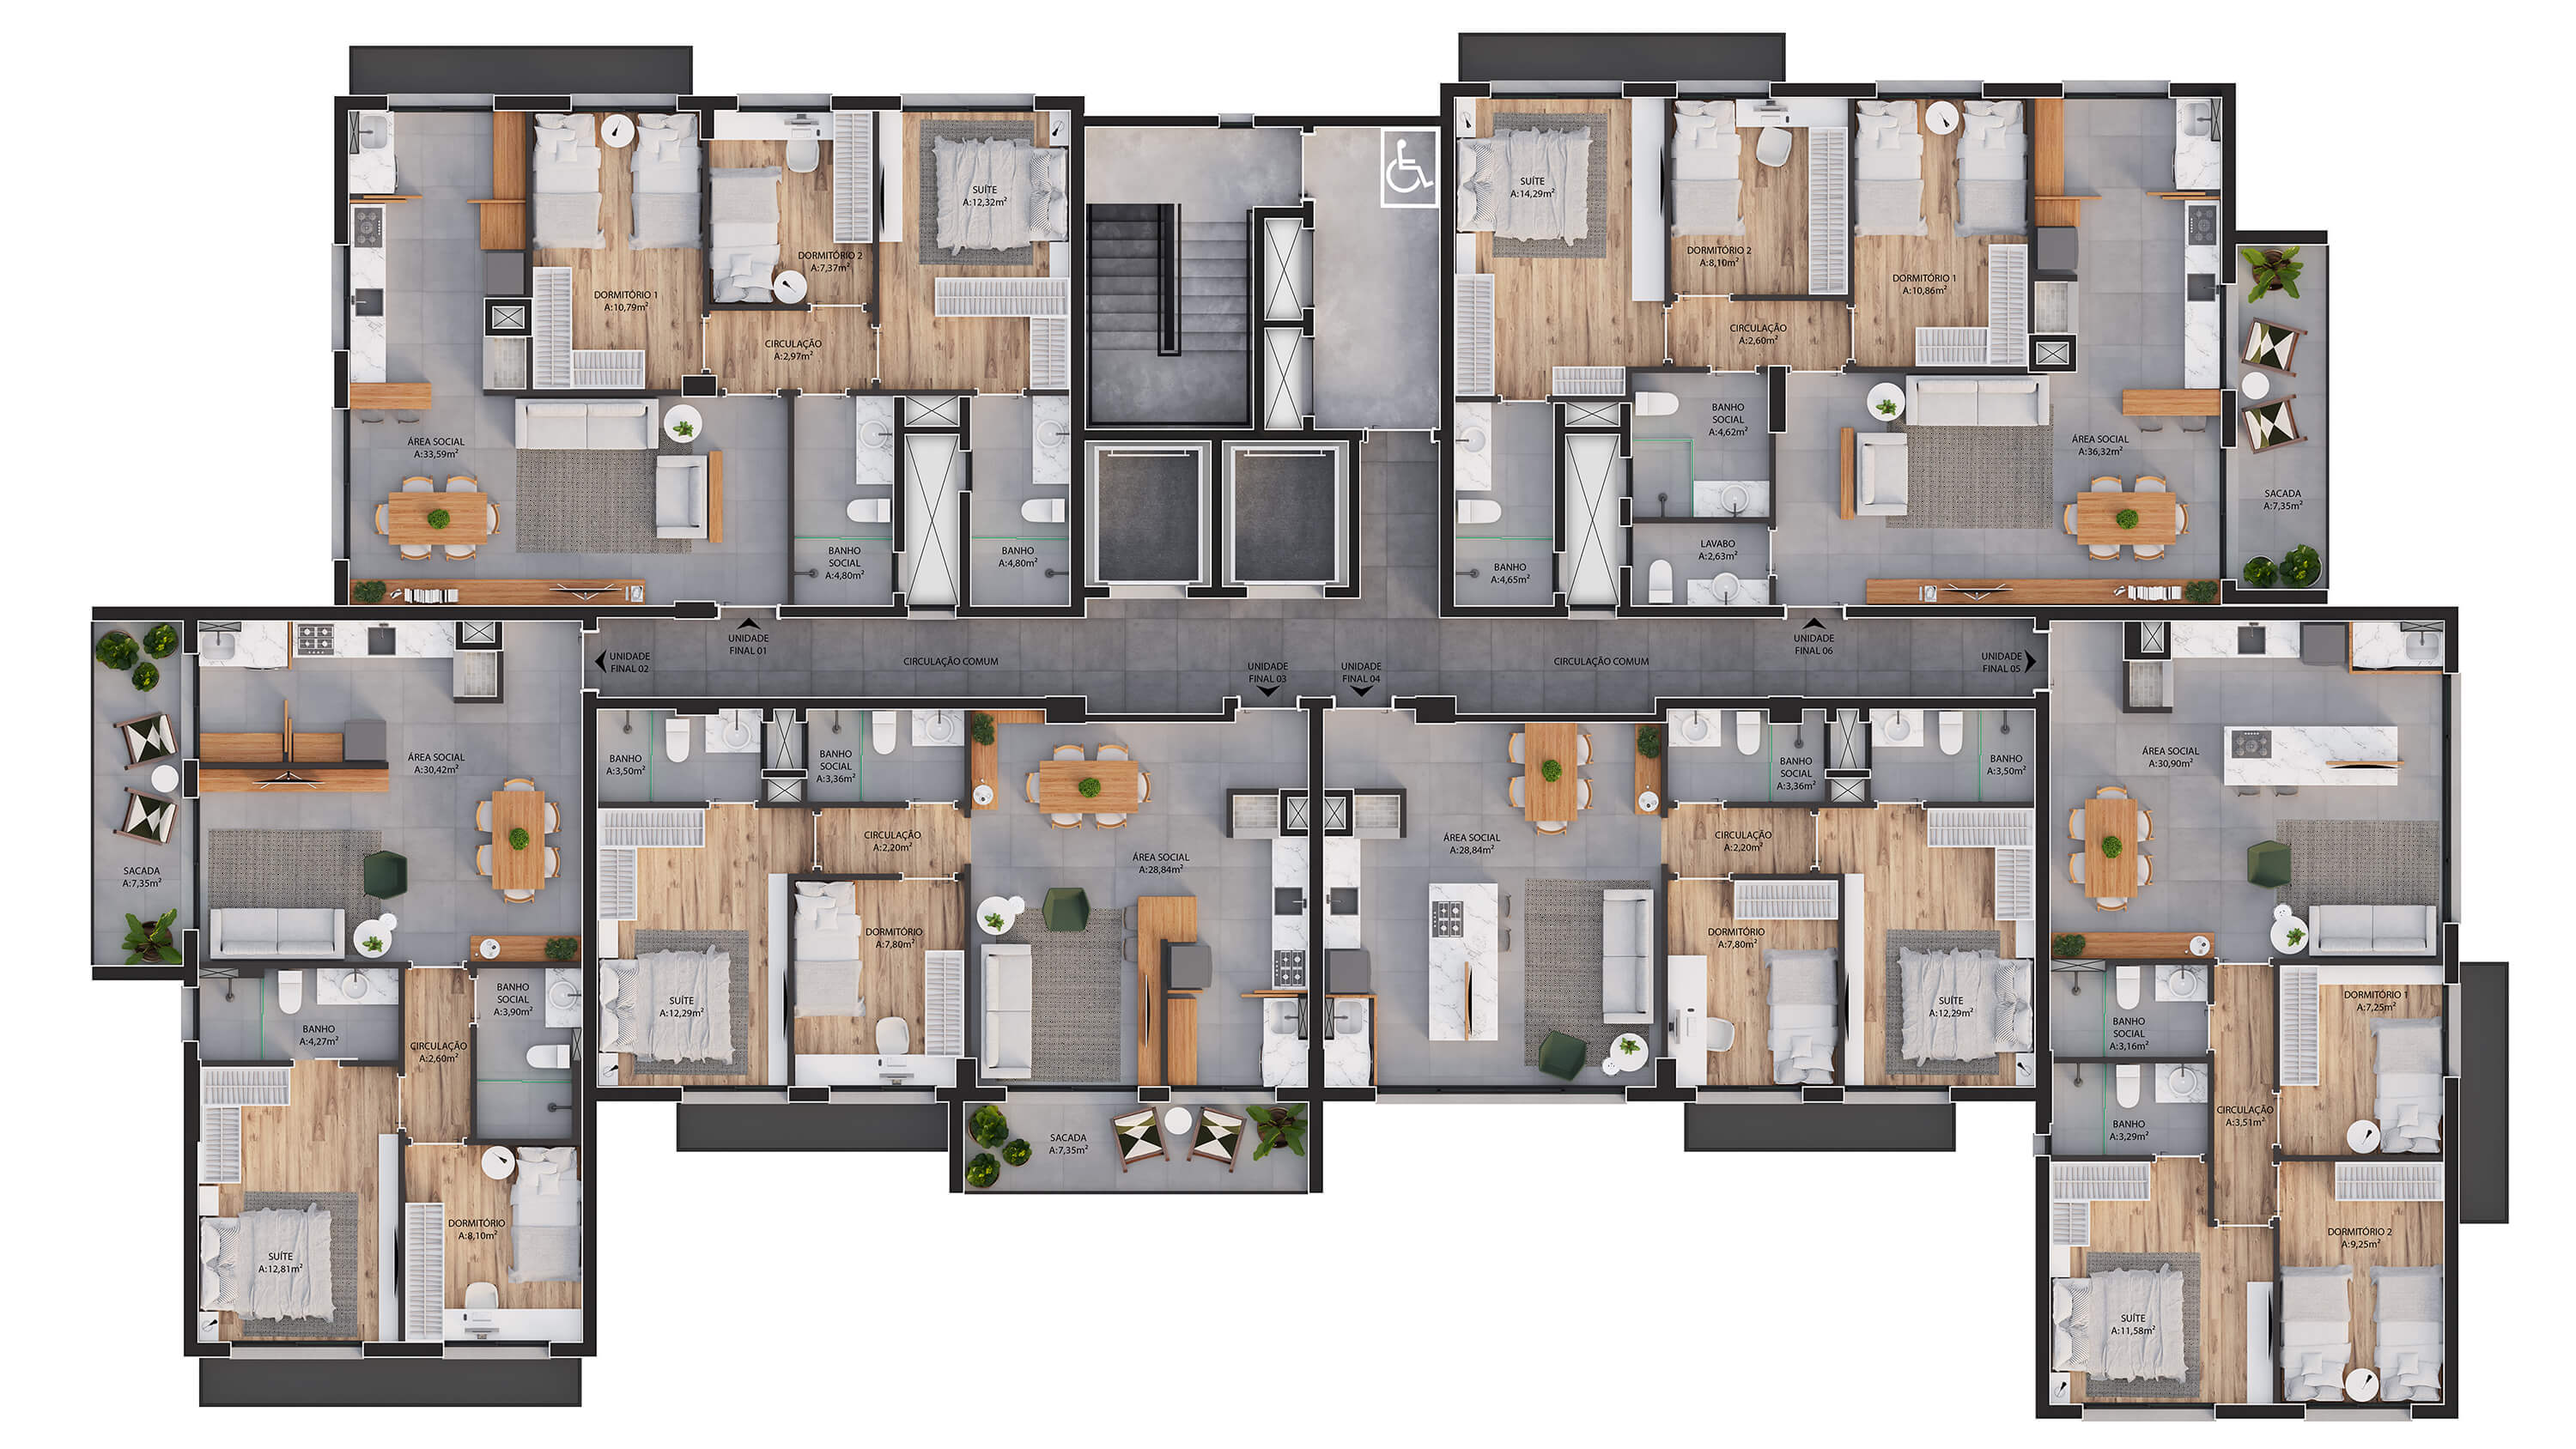 SUÍTE
A:12,32m²
DORMITÓRIO 2
A:7,37m²
DORMITÓRIO 1
A:10,79m²
CIRCULAÇÃO
A:2,97m²
ÁREA SOCIAL
A:33,59m²
BANHO
SOCIAL
A:4,80m²
BANHO
A:4,80m²
SUÍTE
A:14,29m²
DORMITÓRIO 2
A:8,10m²
DORMITÓRIO 1
A:10,86m²
CIRCULAÇÃO
A:2,60m²
BANHO
SOCIAL
A:4,62m²
ÁREA SOCIAL
A:36,32m²
SACADA
A:7,35m²
LAVABO
A:2,63m²
BANHO
A:4,65m²
UNIDADE
FINAL 02
UNIDADE
FINAL 01
CIRCULAÇÃO COMUM
UNIDADE
FINAL 03
UNIDADE
FINAL 04
CIRCULAÇÃO COMUM
UNIDADE
FINAL 06
UNIDADE
FINAL 05
ÁREA SOCIAL
A:30,42m²
SACADA
A:7,35m²
BANHO
A:4,27m²
CIRCULAÇÃO
A:2,60m²
BANHO
SOCIAL
A:3,90m²
SUÍTE
A:12,81m²
DORMITÓRIO
A:8,10m²
BANHO
A:3,50m²
BANHO
SOCIAL
A:3,36m²
CIRCULAÇÃO
A:2,20m²
ÁREA SOCIAL
A:28,84m²
DORMITÓRIO
A:7,80m²
SUÍTE
A:12,29m²
SACADA
A:7,35m²
ÁREA SOCIAL
A:28,84m²
BANHO
SOCIAL
A:3,36m²
BANHO
A:3,50m²
CIRCULAÇÃO
A:2,20m²
DORMITÓRIO
A:7,80m²
SUÍTE
A:12,29m²
ÁREA SOCIAL
A:30,90m²
DORMITÓRIO 1
A:7,25m²
BANHO
SOCIAL
A:3,16m²
CIRCULAÇÃO
A:3,51m²
BANHO
A:3,29m²
DORMITÓRIO 2
A:9,25m²
SUÍTE
A:11,58m²